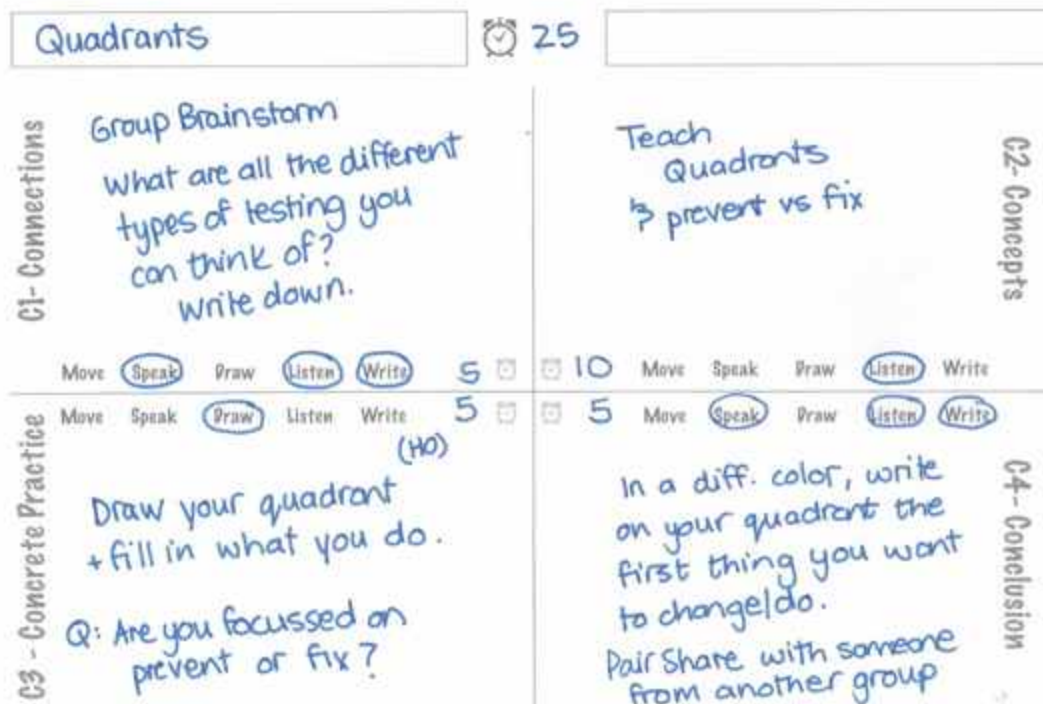 Quadrants
25
C1- Connections
Group Brainstorm
What are all the different
types of testing you
can think of?
Write down.
Move Speak Draw Listen Write 5
C2- Concepts
Teach
Quadrants
↳ prevent vs fix
10 Move Speak Draw Listen Write
C3 - Concrete Practice
Move Speak Draw Listen Write 5
(HO)
Draw your quadrant
+ fill in what you do.
Q: Are you focussed on
prevent or fix?
C4- Conclusion
5 Move Speak Draw Listen Write
In a diff. color, write
on your quadrant the
first thing you want
to change/do.
Pair Share with someone
from another group